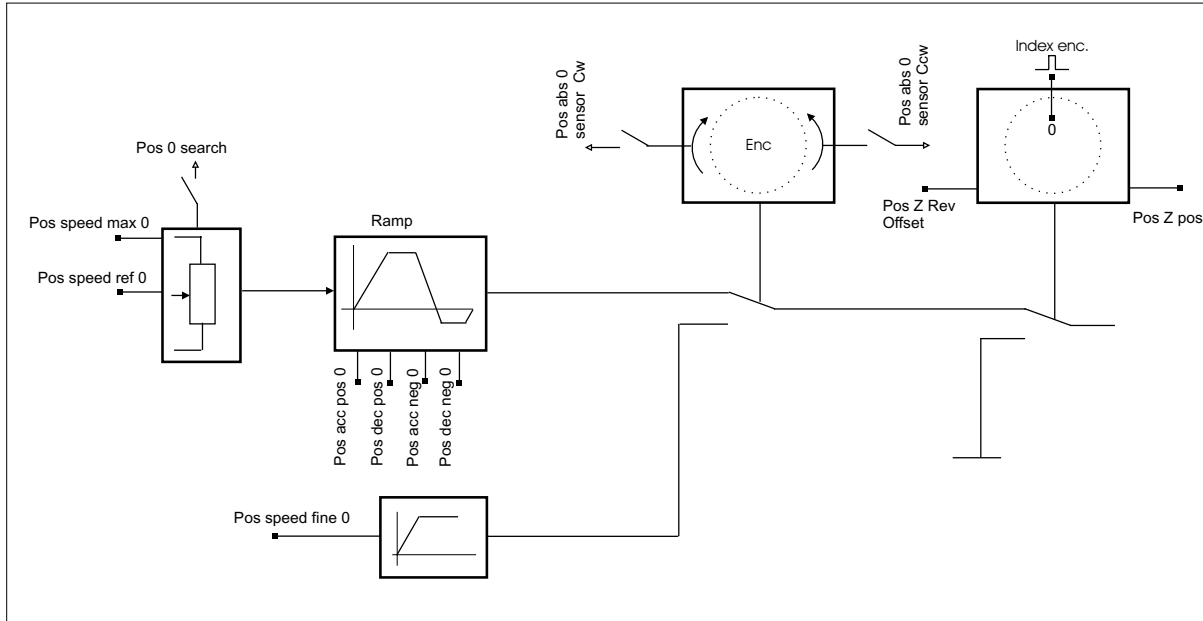 Index enc.
Pos abs 0
sensor Cw
Pos abs 0
sensor Ccw
Enc
0
Pos 0 search
Pos Z Rev
Offset
Pos Z pos
Pos speed max 0
Ramp
Pos speed ref 0
Pos acc pos 0
Pos dec pos 0
Pos acc neg 0
Pos dec neg 0
Pos speed fine 0